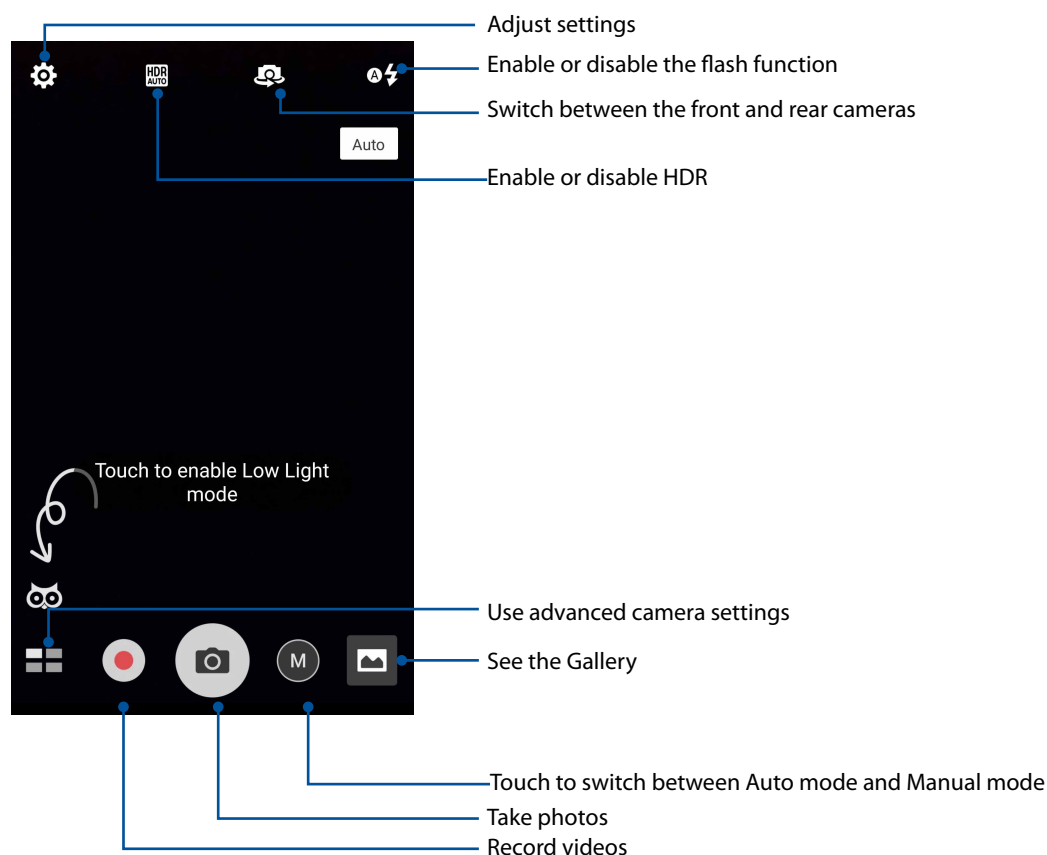 Adjust settings
Enable or disable the flash function
HDR
AUTO
A
Switch between the front and rear cameras
Auto
Enable or disable HDR
Touch to enable Low Light
mode
Use advanced camera settings
M
See the Gallery
Touch to switch between Auto mode and Manual mode
Take photos
Record videos